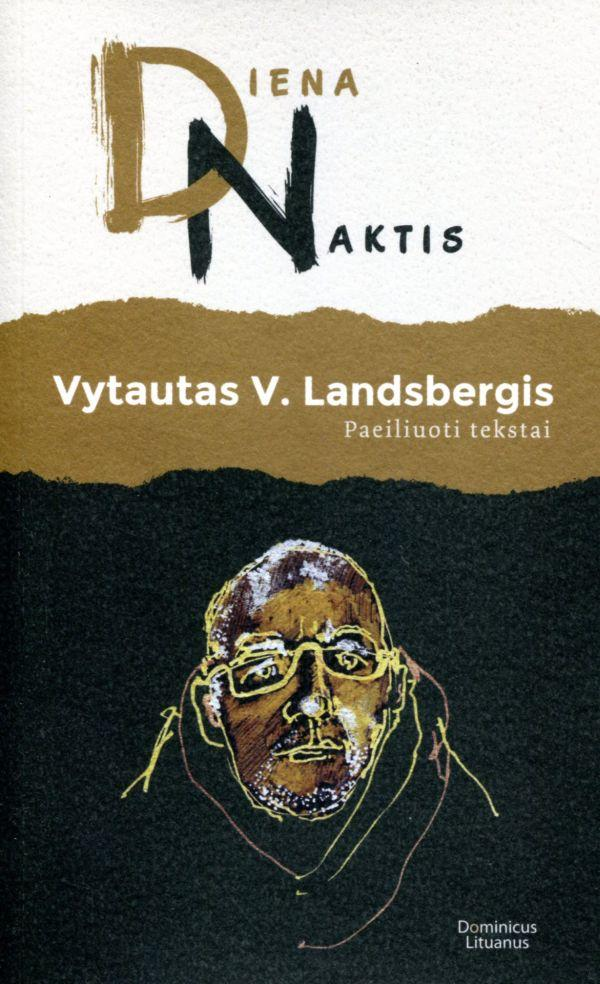 DIENA
NAKTIS
Vytautas V. Landsbergis
Paeiliuoti tekstai
Dominicus
Lituanus